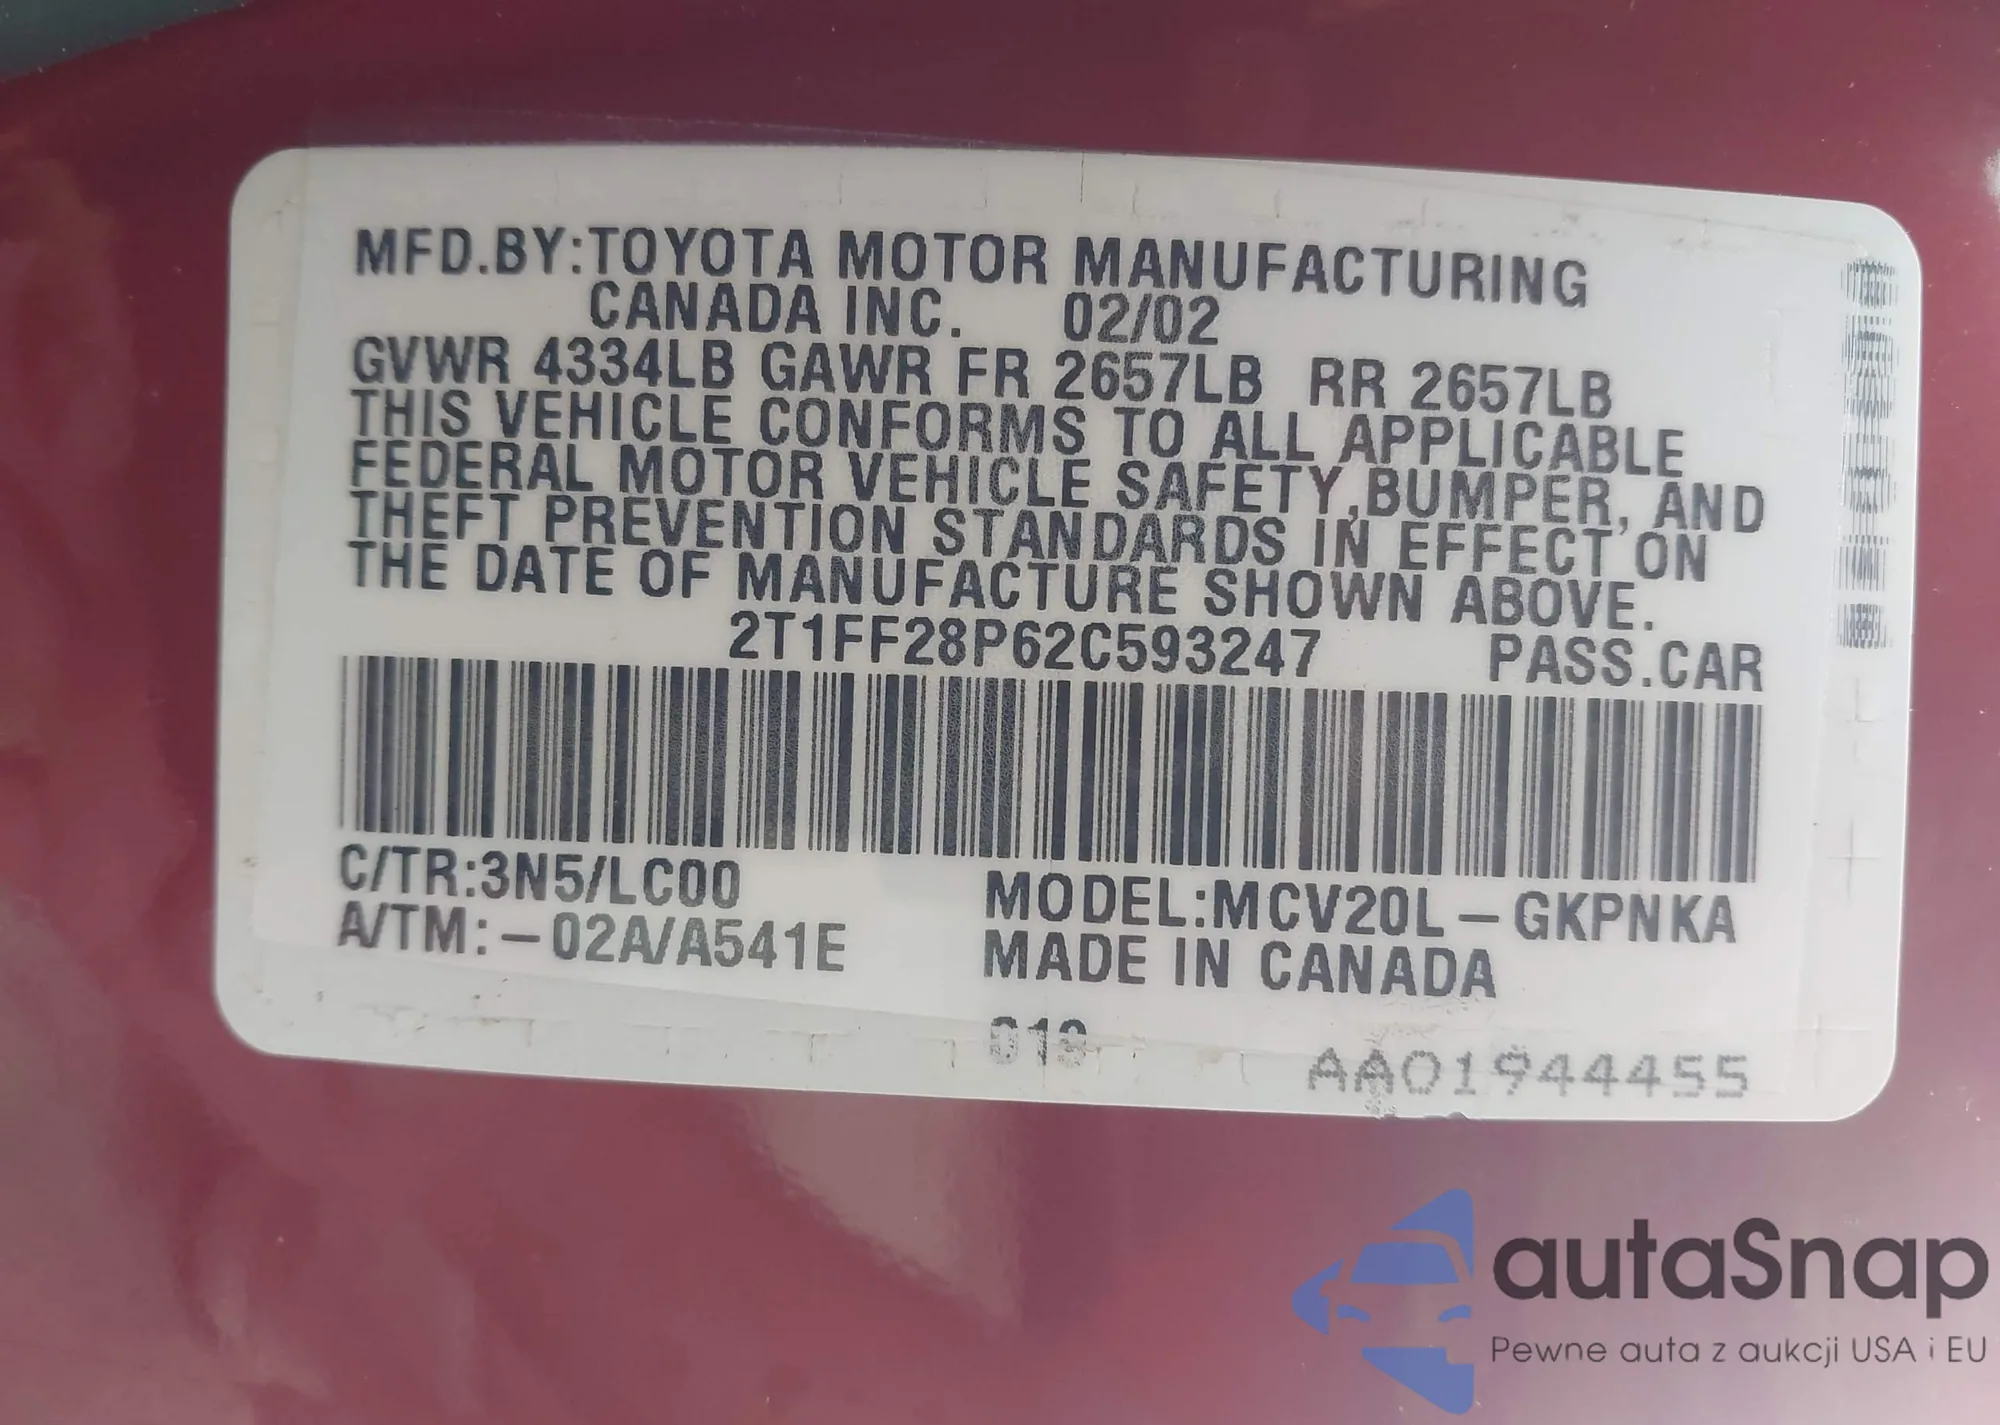 MFD.BY:TOYOTA MOTOR MANUFACTURING
CANADA INC. 02/02
GVWR 4334LB GAWR FR 2657LB RR 2657LB
THIS VEHICLE CONFORMS TO ALL APPLICABLE
FEDERAL MOTOR VEHICLE SAFETY,BUMPER, AND
THEFT PREVENTION STANDARDS IN EFFECT ON
THE DATE OF MANUFACTURE SHOWN ABOVE.
2T1FF28P62C593247 PASS.CAR
C/TR:3N5/LC00
A/TM:-02A/A541E
MODEL:MCV20L-GKPNKA
MADE IN CANADA
AA01944455
autaSnap
Pewne auta z aukcji USA i EU